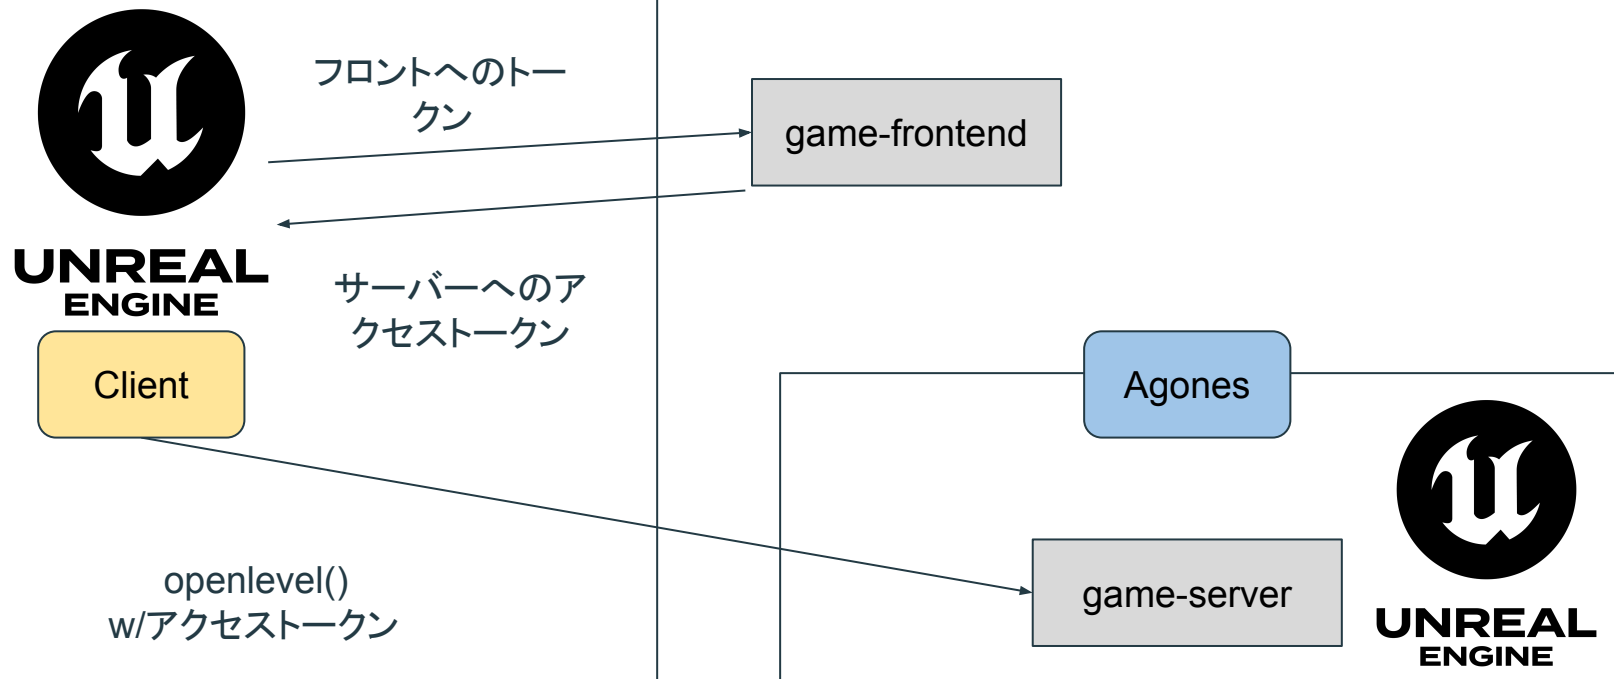 フロントへのトー
クン
game-frontend
UNREAL
ENGINE
サーバーへのア
クセストークン
Client
Agones
openlevel()
w/アクセストークン
game-server
UNREAL
ENGINE